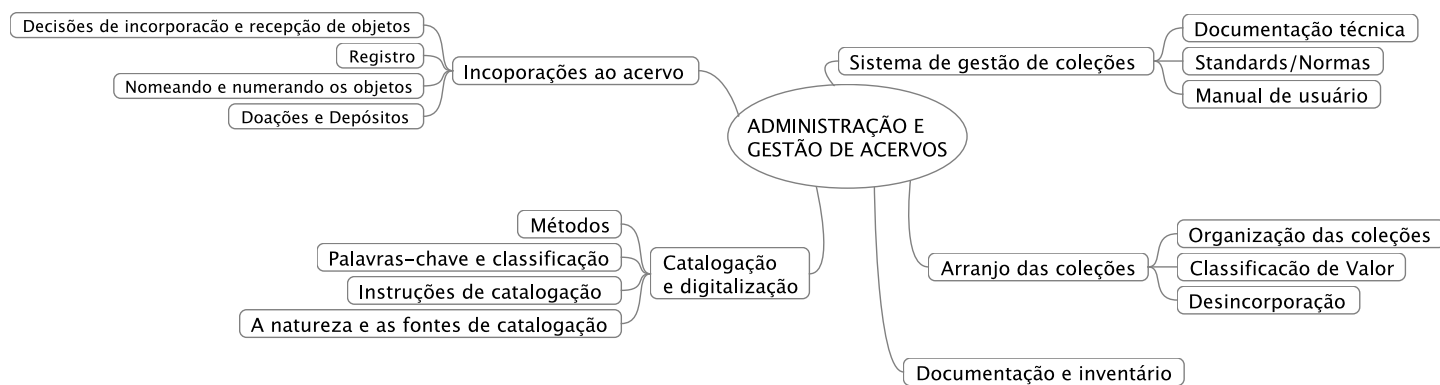 Decisões de incorporacão e recepção de objetos
Registro
Nomeando e numerando os objetos
Doações e Depósitos
Incoporações ao acervo
Sistema de gestão de coleções
Documentação técnica
Standards/Normas
Manual de usuário
ADMINISTRAÇÃO E
GESTÃO DE ACERVOS
Métodos
Palavras-chave e classificação
Instruções de catalogação
A natureza e as fontes de catalogação
Catalogação
e digitalização
Arranjo das coleções
Organização das coleções
Classificacão de Valor
Desincorporação
Documentação e inventário